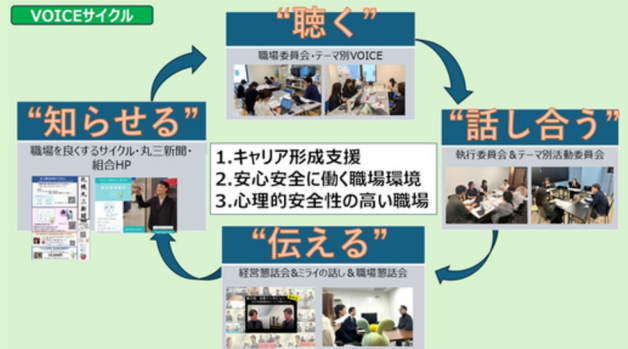 VOICEサイクル
“聴く”
職場委員会・テーマ別VOICE
“話し合う”
執行委員会＆テーマ別活動委員会
“伝える”
経営懇話会＆ミライの話し＆職場懇話会
“知らせる”
職場を良くするサイクル・丸三新聞・
組合HP
1.キャリア形成支援
2.安心安全に働く職場環境
3.心理的安全性の高い職場
札幌丸三新聞